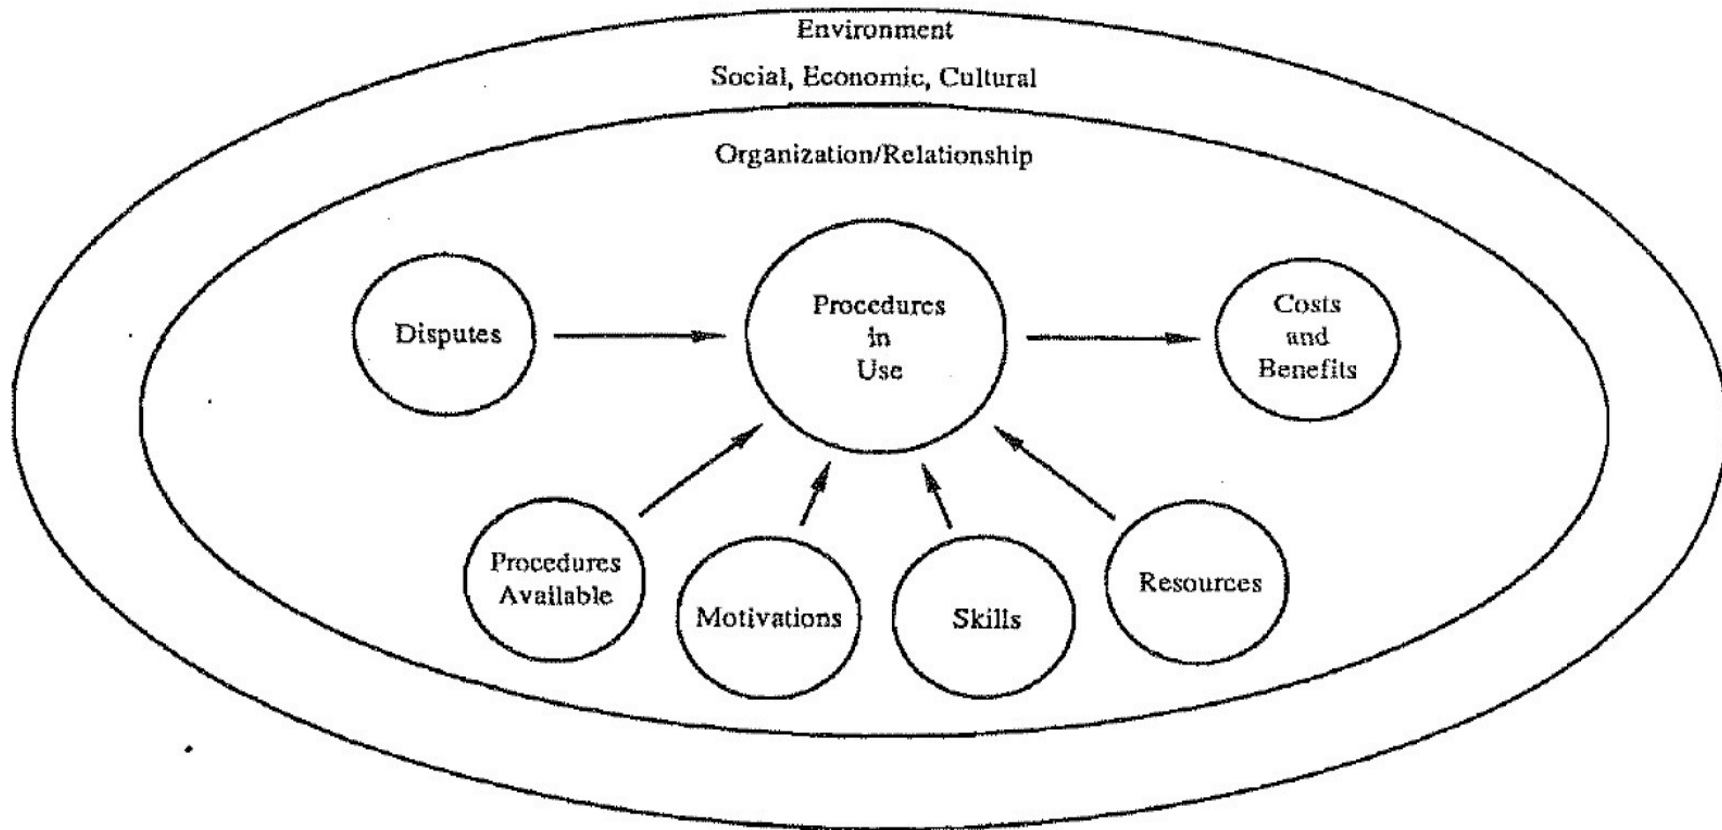 Environment
Social, Economic, Cultural
Organization/Relationship
Disputes
Procedures
in
Use
Costs
and
Benefits
Procedures
Available
Motivations
Skills
Resources